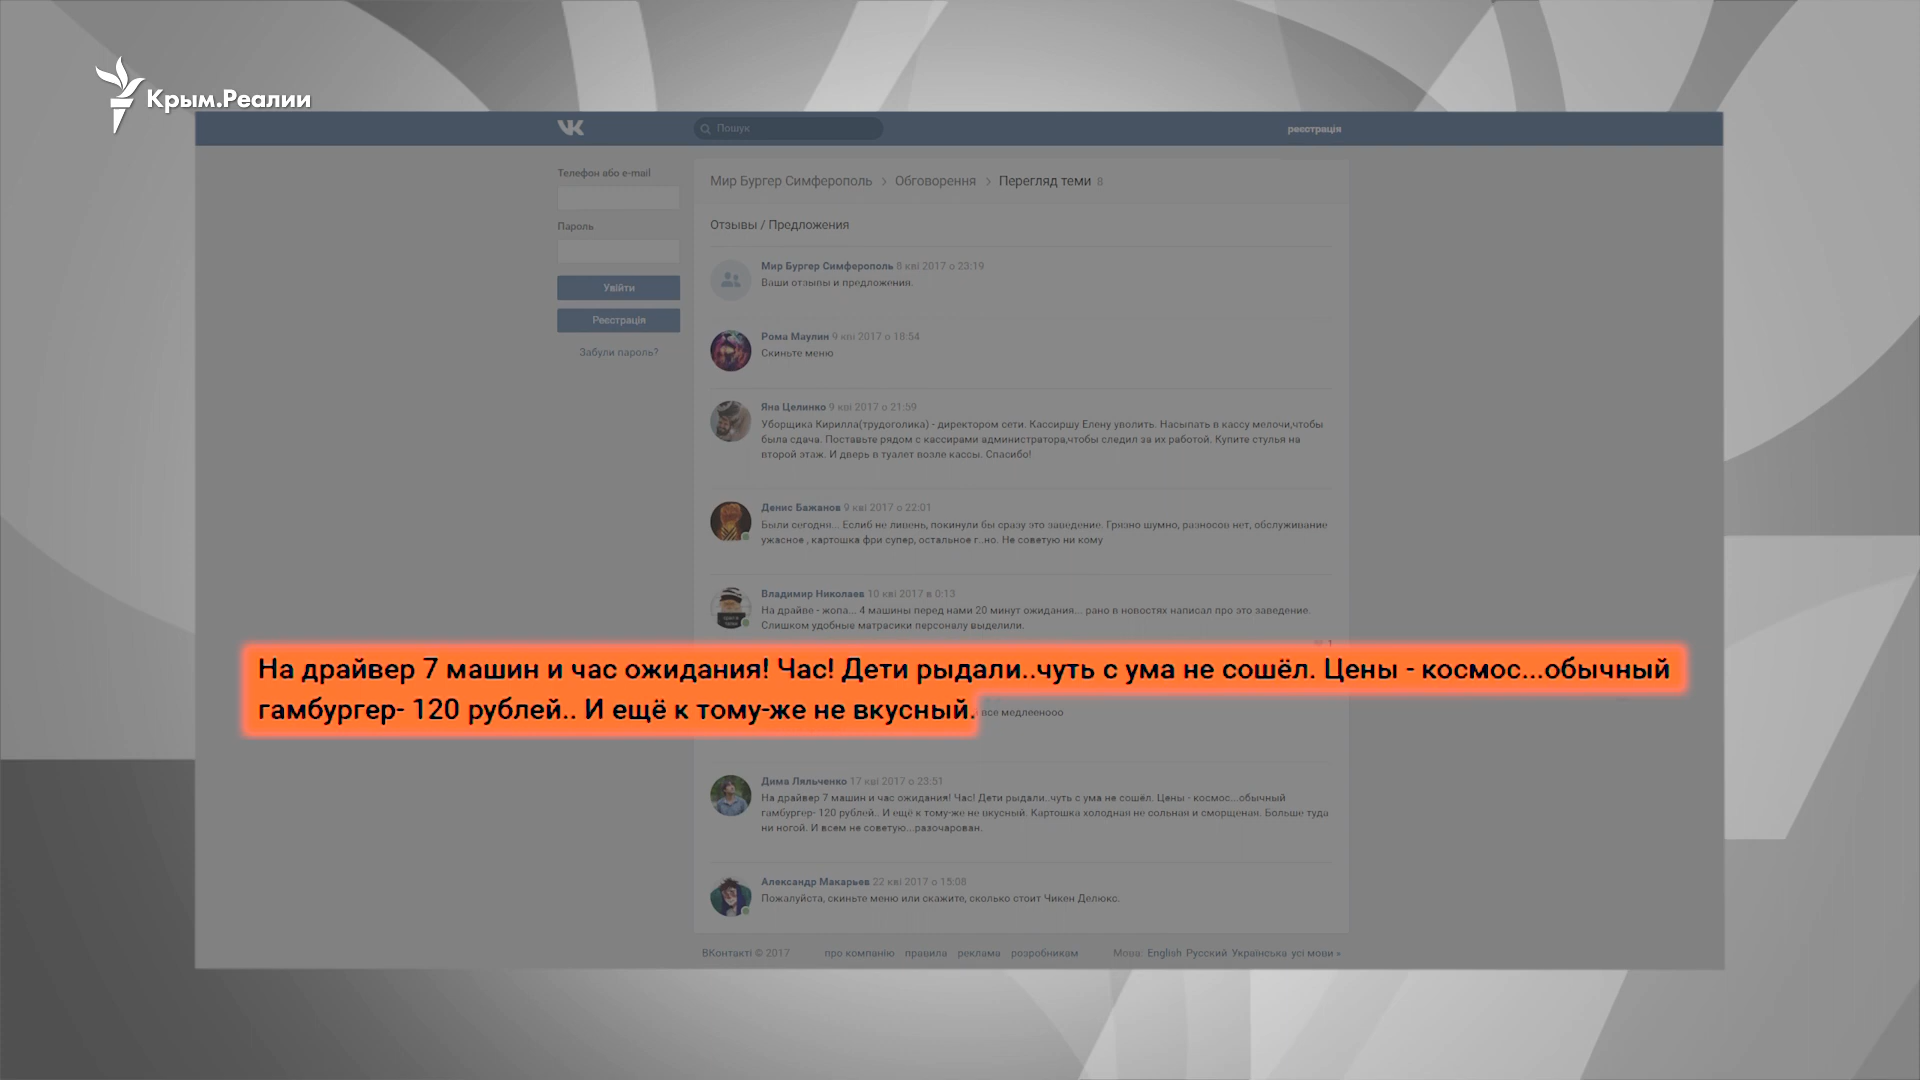 Крым.Реалии
Пошук
реєстрація
Телефон або e-mail
Пароль
Увійти
Реєстрація
Забули пароль?
Мир Бургер Симферополь > Обговорення > Перегляд теми 8
Отзывы / Предложения
Мир Бургер Симферополь 8 кві 2017 о 23:19
Ваши отзывы и предложения.
Рома Маулин 9 кві 2017 о 18:54
Скиньте меню
Яна Целинко 9 кві 2017 о 21:59
Уборщика Кирилла(трудоголика) - директором сети. Кассиршу Елену уволить. Насыпать в кассу мелочи,чтобы
была сдача. Поставьте рядом с кассирами администратора,чтобы следил за их работой. Купите стулья на
второй этаж. И дверь в туалет возле кассы. Спасибо!
Денис Бажанов 9 кві 2017 о 22:01
Были сегодня... Еслиб не ливень, покинули бы сразу это заведение. Грязно шумно, разносов нет, обслуживание
ужасное , картошка фри супер, остальное г..но. Не советую ни кому
Владимир Николаев 10 кві 2017 в 0:13
На драйве - жопа... 4 машины перед нами 20 минут ожидания... рано в новостях написал про это заведение.
Слишком удобные матрасики персоналу выделили.
1
На драйвер 7 машин и час ожидания! Час! Дети рыдали..чуть с ума не сошёл. Цены - космос...обычный
гамбургер- 120 рублей.. И ещё к тому-же не вкусный.
все медлеенооо
Дима Ляльченко 17 кві 2017 о 23:51
На драйвер 7 машин и час ожидания! Час! Дети рыдали..чуть с ума не сошёл. Цены - космос...обычный
гамбургер- 120 рублей.. И ещё к тому-же не вкусный. Картошка холодная не сольная и сморщеная. Больше туда
ни ногой. И всем не советую...разочарован.
Александр Макарьев 22 кві 2017 о 15:08
Пожалуйста, скиньте меню или скажите, сколько стоит Чикен Делюкс.
ВКонтакті © 2017 про компанію правила реклама розробникам Мова: English Русский Українська усі мови »